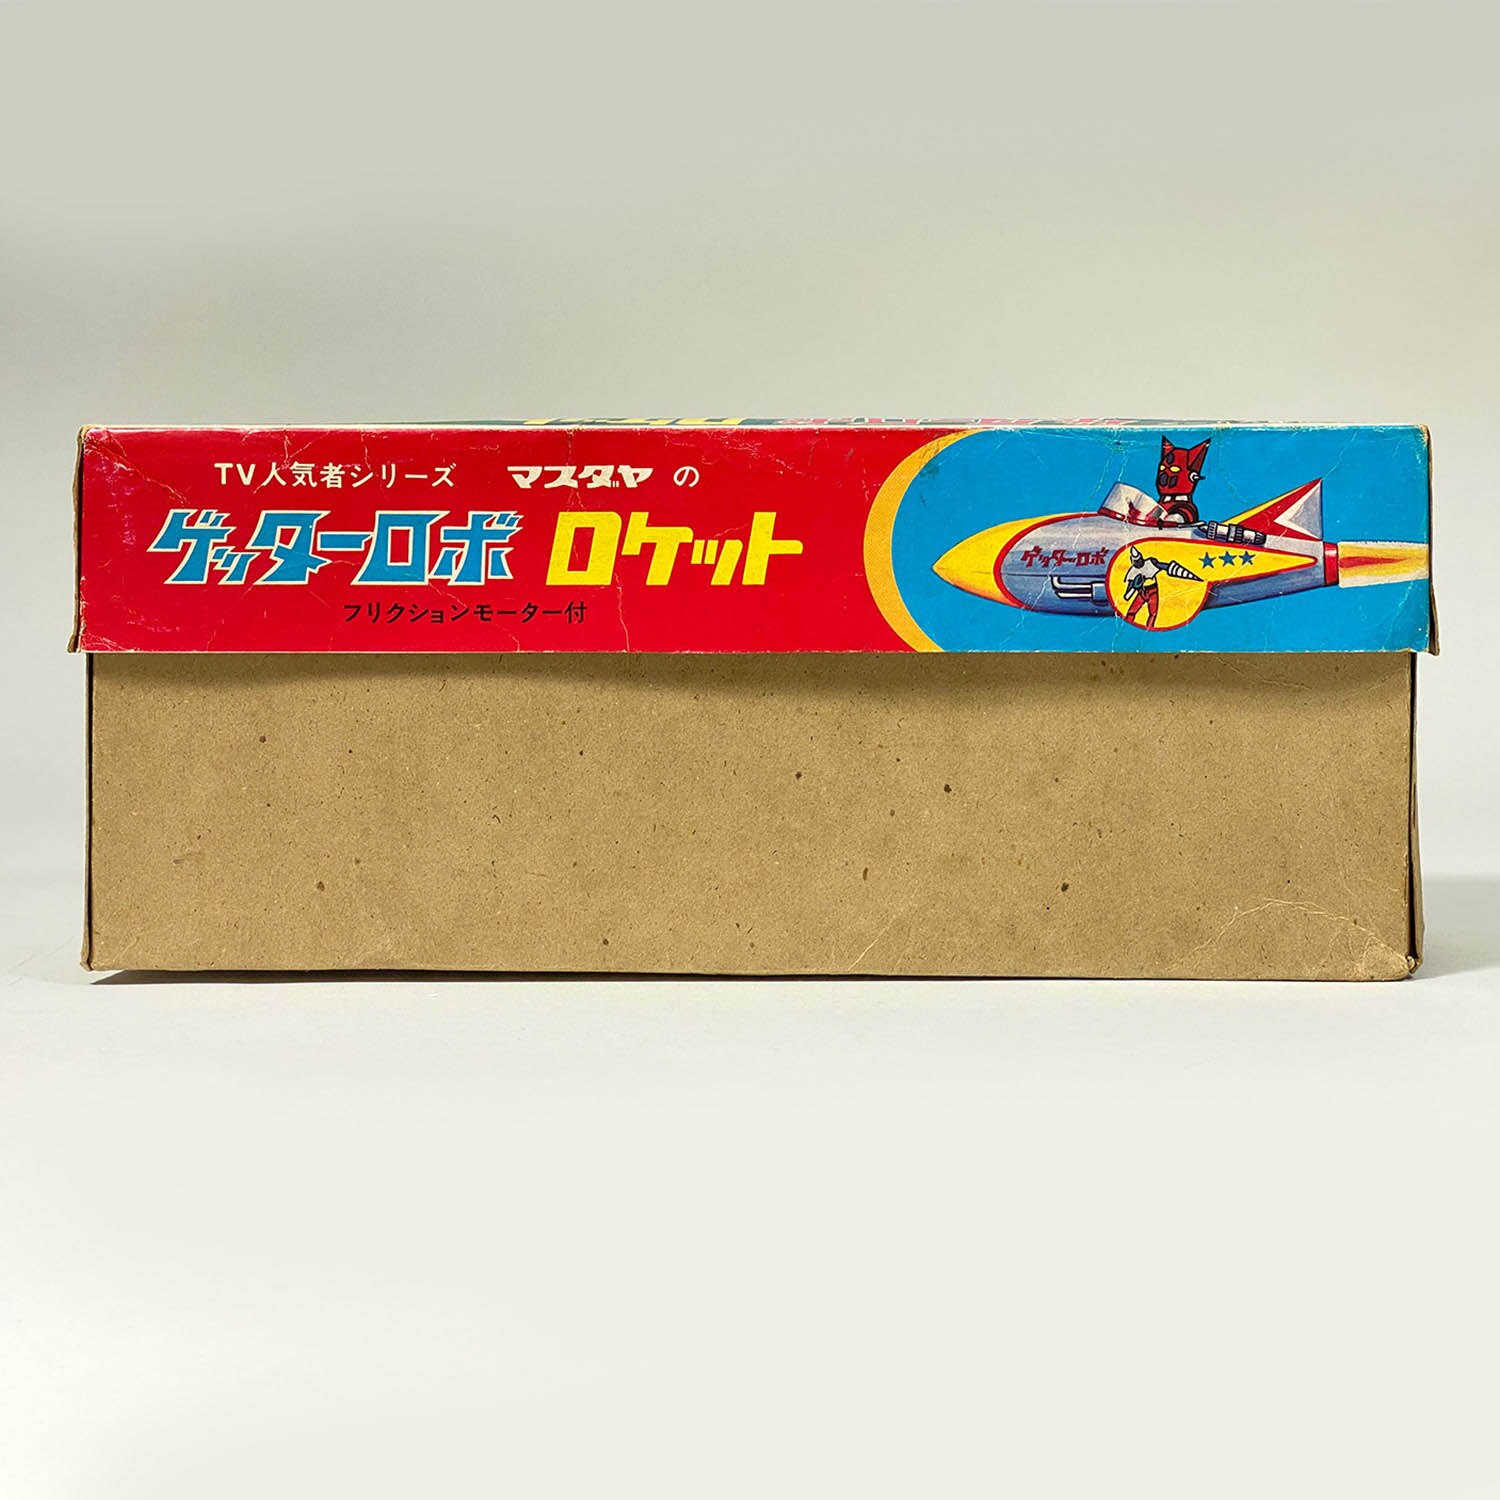 TV人気者シリーズ マスダヤの
ゲッターロボ ロケット
フリクションモーター付
ゲッターロボ